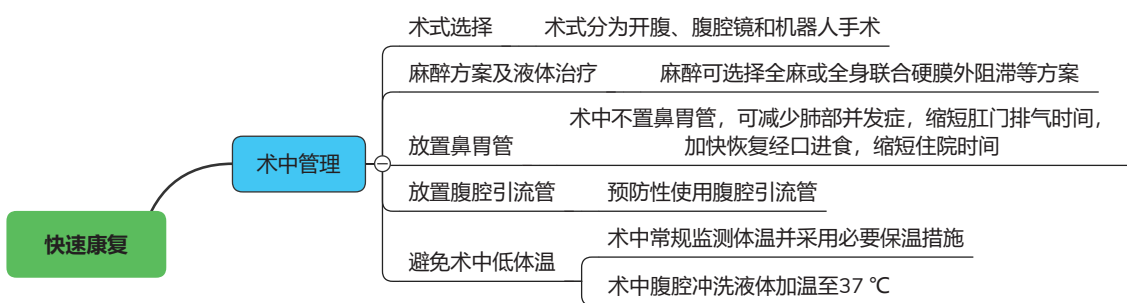 术式选择
术式分为开腹、腹腔镜和机器人手术
麻醉方案及液体治疗
麻醉可选择全麻或全身联合硬膜外阻滞等方案
术中不置鼻胃管，可减少肺部并发症，缩短肛门排气时间，
加快恢复经口进食，缩短住院时间
放置鼻胃管
术中管理
放置腹腔引流管
预防性使用腹腔引流管
快速康复
术中常规监测体温并采用必要保温措施
避免术中低体温
术中腹腔冲洗液体加温至37 ℃